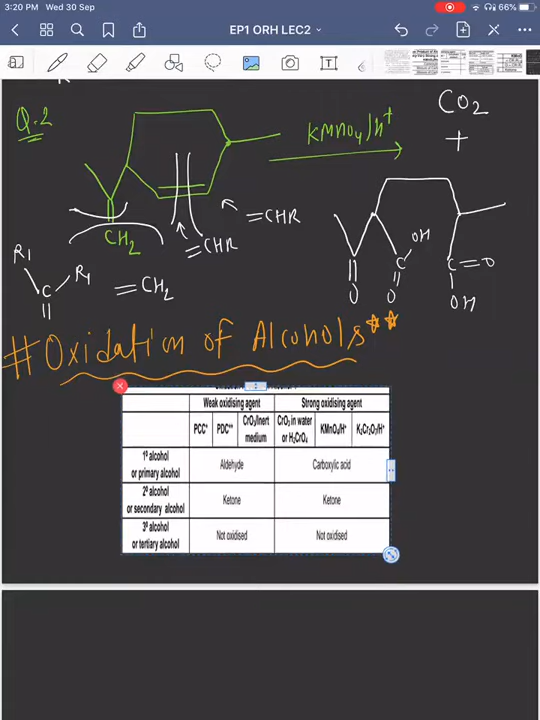 3:20 PM Wed 30 Sep
66%
EP1 ORH LEC2
T
Q.2
KMnO4/H+
CO2
+
CH2
=CHR
=CHR
R1
R1
C
=CH2
OH
C
O
O
C=O
OH
# Oxidation of Alcohols**
Weak oxidising agent
Strong oxidising agent
PCC*
PDC**
CrO3/Inert medium
CrO3 in water or H2CrO4
KMnO4/H+
K2Cr2O7/H+
1° alcohol or primary alcohol
Aldehyde
Carboxylic acid
2° alcohol or secondary alcohol
Ketone
Ketone
3° alcohol or tertiary alcohol
Not oxidised
Not oxidised